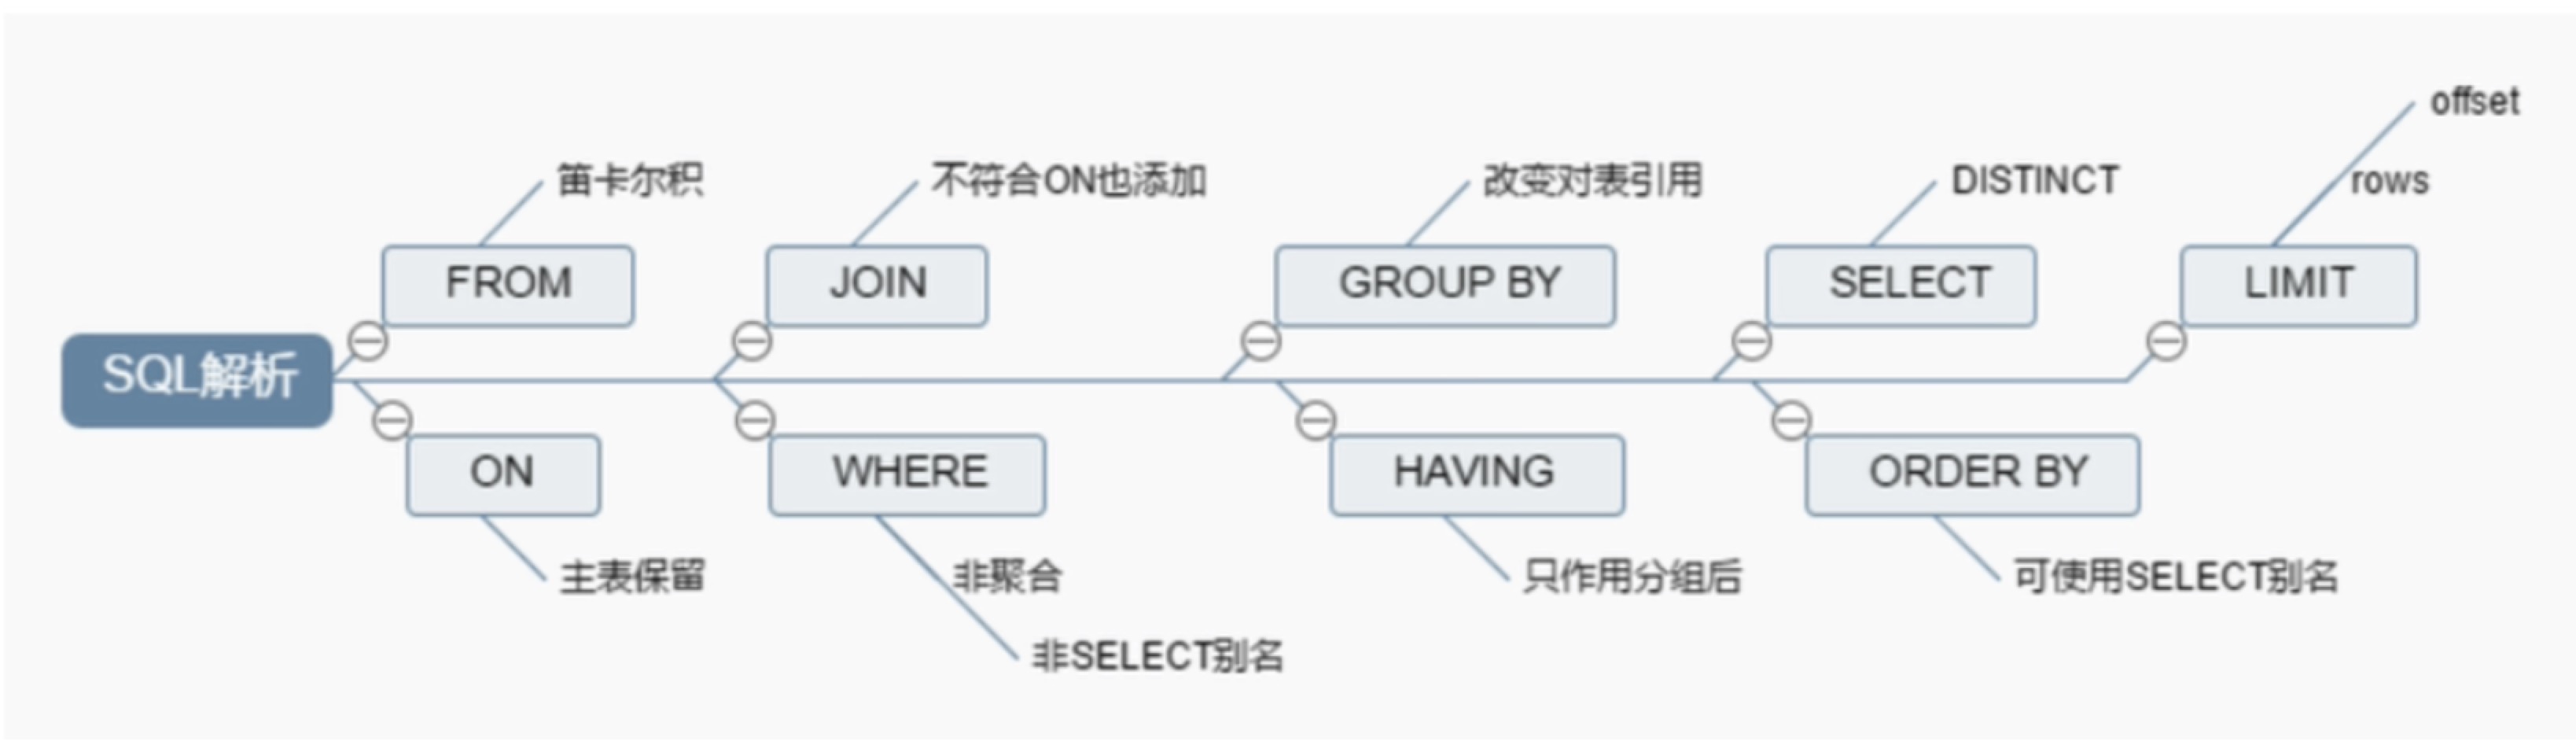 SQL解析
FROM
笛卡尔积
ON
主表保留
JOIN
不符合ON也添加
WHERE
非聚合
非SELECT别名
GROUP BY
改变对表引用
HAVING
只作用分组后
SELECT
DISTINCT
ORDER BY
可使用SELECT别名
LIMIT
offset
rows